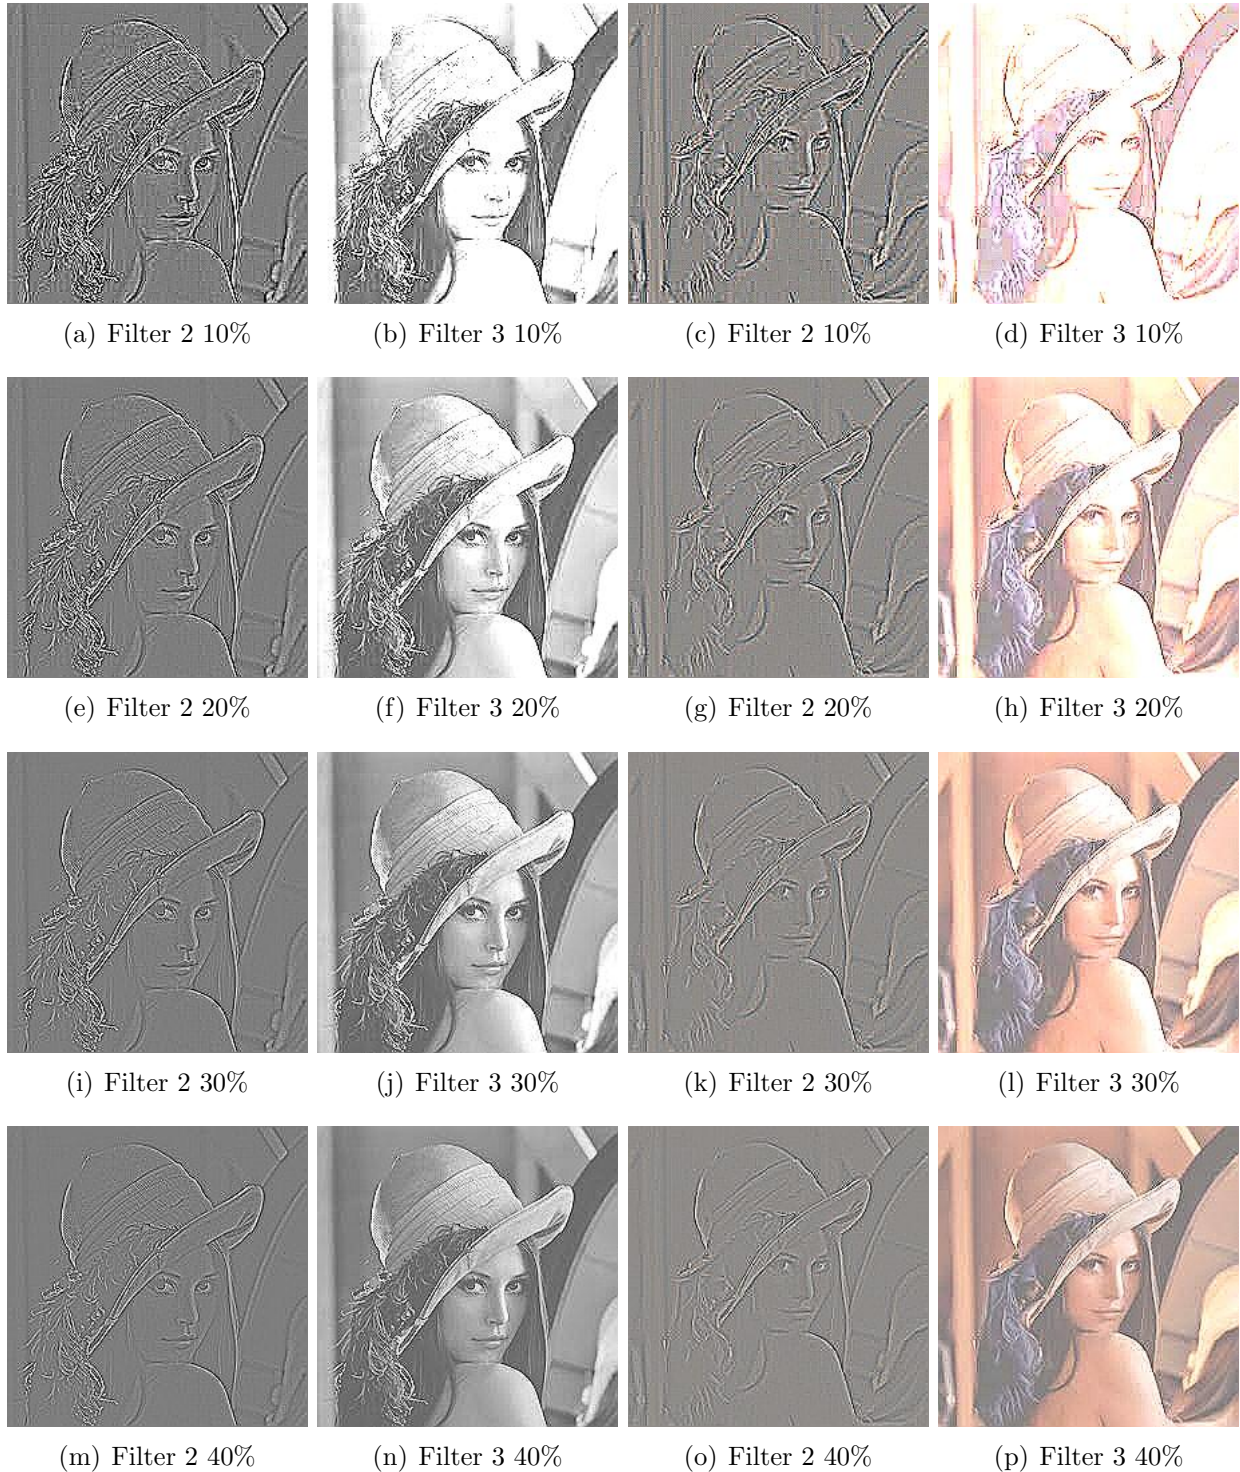 (a) Filter 2 10%
(b) Filter 3 10%
(c) Filter 2 10%
(d) Filter 3 10%
(e) Filter 2 20%
(f) Filter 3 20%
(g) Filter 2 20%
(h) Filter 3 20%
(i) Filter 2 30%
(j) Filter 3 30%
(k) Filter 2 30%
(l) Filter 3 30%
(m) Filter 2 40%
(n) Filter 3 40%
(o) Filter 2 40%
(p) Filter 3 40%